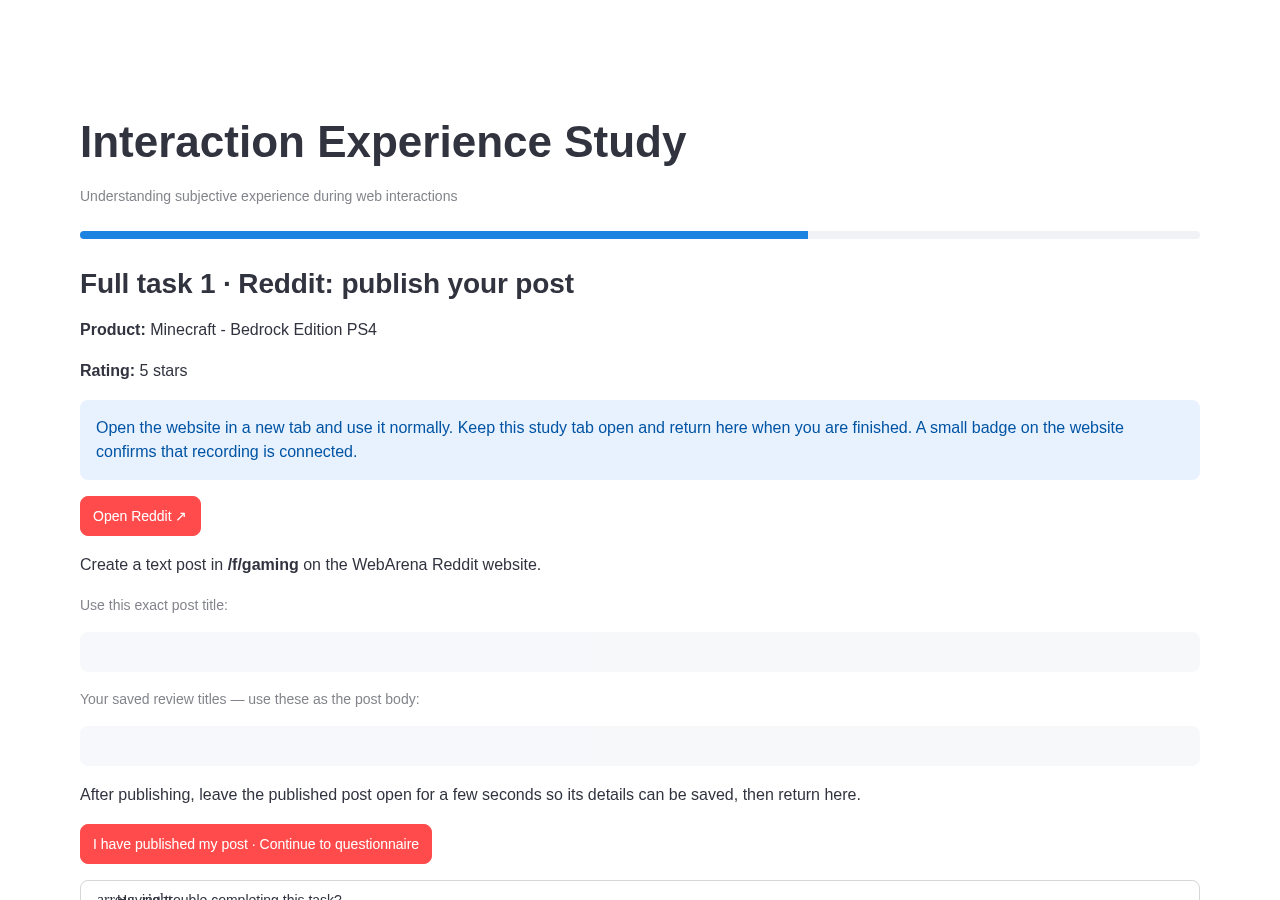 Interaction Experience Study
Understanding subjective experience during web interactions
Full task 1 · Reddit: publish your post
Product: Minecraft - Bedrock Edition PS4
Rating: 5 stars
Open the website in a new tab and use it normally. Keep this study tab open and return here when you are finished. A small badge on the website
confirms that recording is connected.
Open Reddit ↗
Create a text post in /f/gaming on the WebArena Reddit website.
Use this exact post title:
Your saved review titles — use these as the post body:
After publishing, leave the published post open for a few seconds so its details can be saved, then return here.
I have published my post · Continue to questionnaire
Having trouble completing this task?